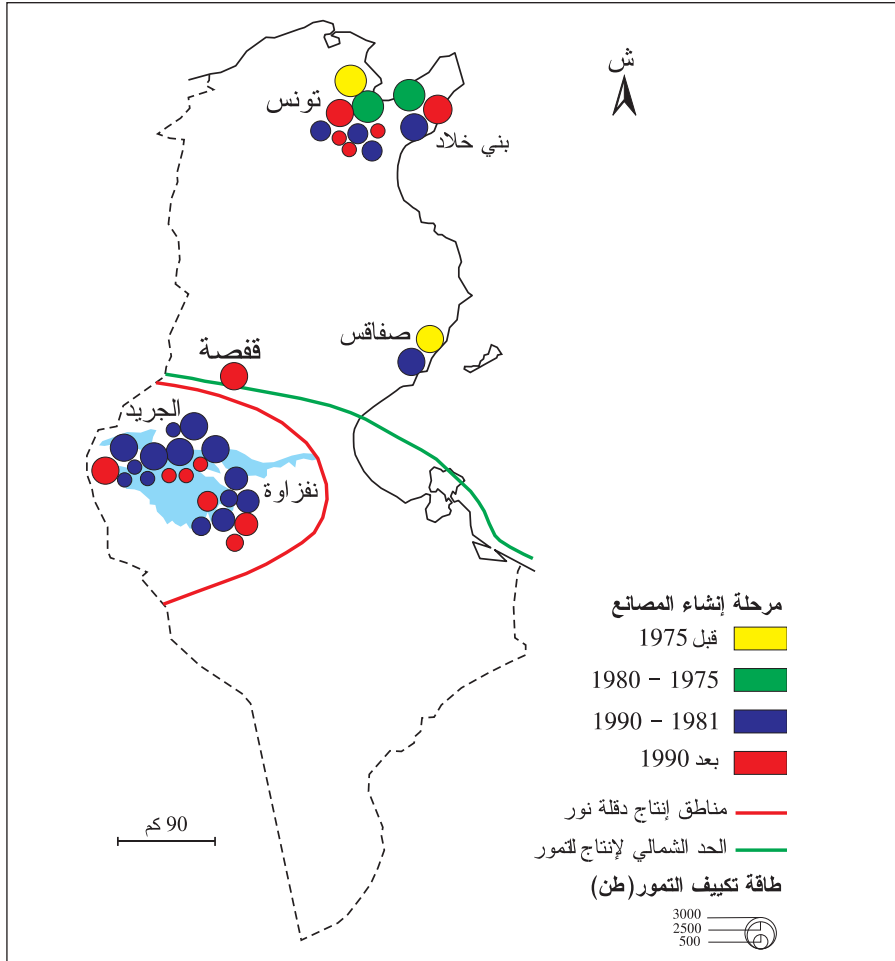 ش
تونس
بني خلاد
صفاقس
قفصة
الجريد
نفزاوة
مرحلة إنشاء المصانع
قبل 1975
1975 - 1980
1981 - 1990
بعد 1990
مناطق إنتاج دقلة نور
الحد الشمالي لإنتاج للتمور
طاقة تكييف التمور(طن)
3000
2500
500
90 كم